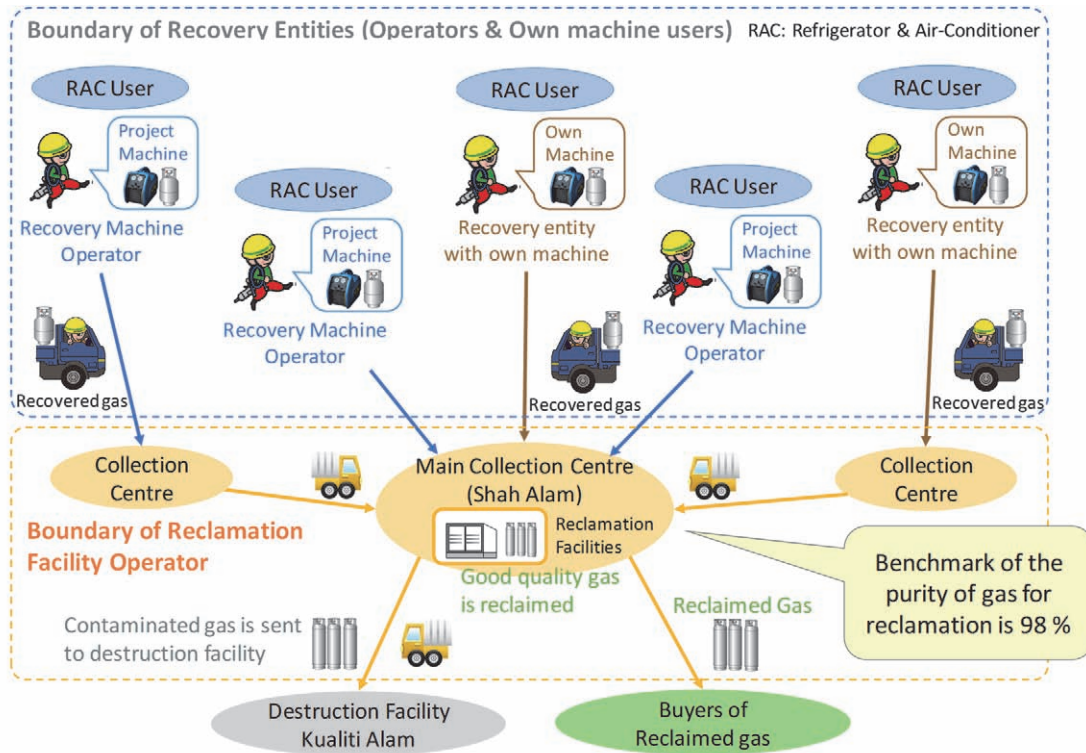 Boundary of Recovery Entities (Operators & Own machine users)
RAC: Refrigerator & Air-Conditioner
RAC User
Project
Machine
Recovery Machine
Operator
RAC User
Project
Machine
Recovery Machine
Operator
RAC User
Own
Machine
Recovery entity
with own machine
RAC User
Project
Machine
Recovery Machine
Operator
RAC User
Own
Machine
Recovery entity
with own machine
Recovered gas
Recovered gas
Recovered gas
Collection
Centre
Main Collection Centre
(Shah Alam)
Reclamation
Facilities
Collection
Centre
Boundary of Reclamation
Facility Operator
Good quality gas
is reclaimed
Benchmark of the
purity of gas for
reclamation is 98 %
Contaminated gas is sent
to destruction facility
Reclaimed Gas
Destruction Facility
Kualiti Alam
Buyers of
Reclaimed gas